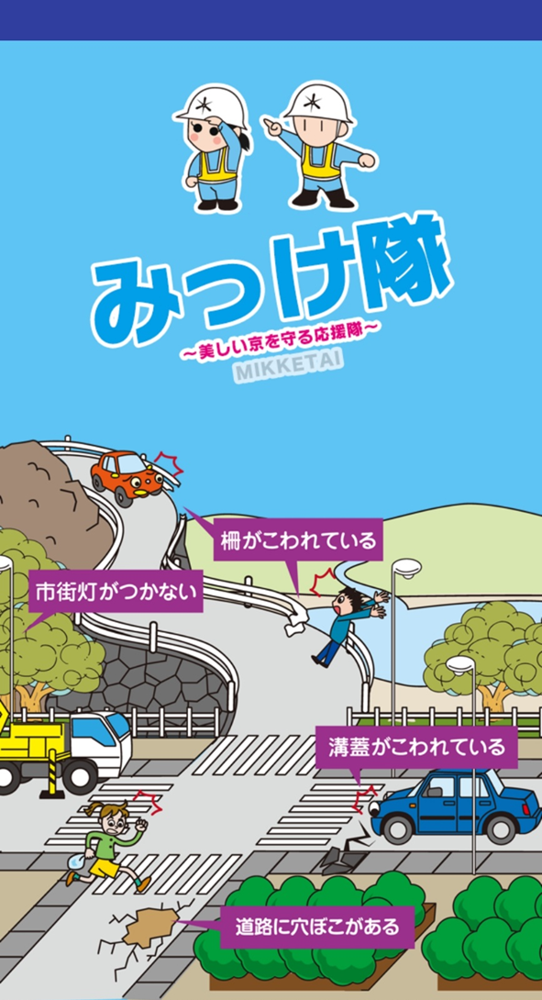 みっけ隊
～美しい京を守る応援隊～
MIKKETAI
柵がこわれている
市街灯がつかない
溝蓋がこわれている
道路に穴ぼこがある